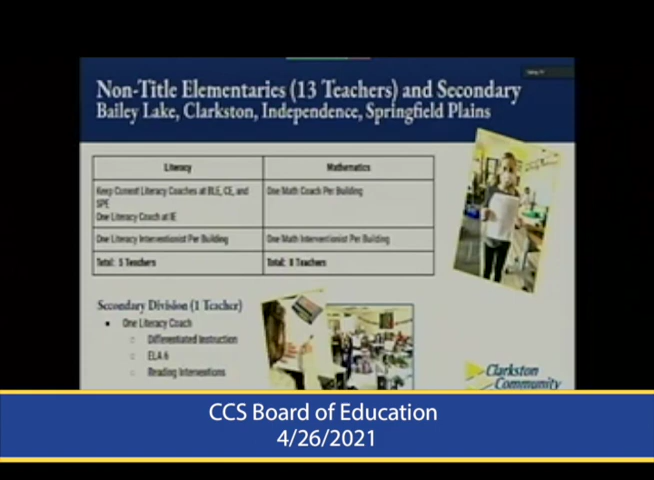 Non-Title Elementaries (13 Teachers) and Secondary
Bailey Lake, Clarkston, Independence, Springfield Plains
Literacy
Mathematics
Keep Current Literacy Coaches at BLE, CE, and
SPE
One Literacy Coach at IE
One Math Coach Per Building
One Literacy Interventionist Per Building
One Math Interventionist Per Building
Total: 5 Teachers
Total: 8 Teachers
Secondary Division (1 Teacher)
One Literacy Coach
Differentiated Instruction
ELA 6
Reading Interventions
Clarkston
Community
CCS Board of Education
4/26/2021